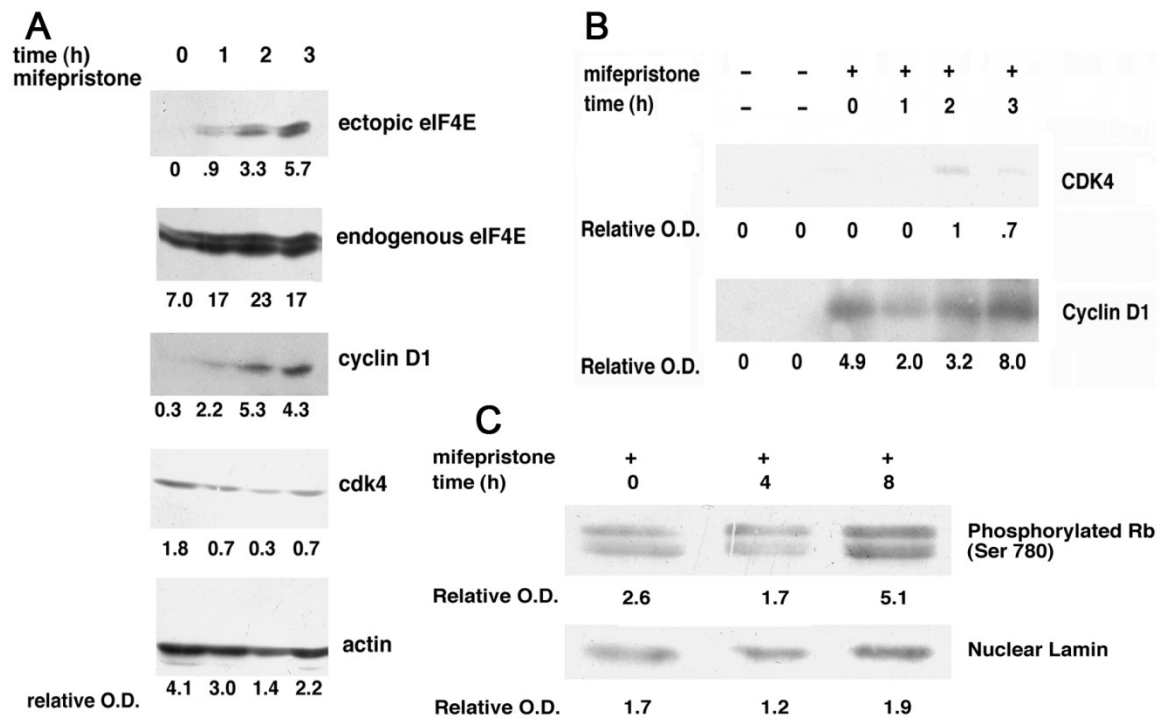 A
time (h) 0 1 2 3
mifepristone
ectopic eIF4E
0 .9 3.3 5.7
endogenous eIF4E
7.0 17 23 17
cyclin D1
0.3 2.2 5.3 4.3
cdk4
1.8 0.7 0.3 0.7
actin
relative O.D. 4.1 3.0 1.4 2.2
B
mifepristone – – + + + +
time (h) – – 0 1 2 3
CDK4
Relative O.D. 0 0 0 0 1 .7
Cyclin D1
Relative O.D. 0 0 4.9 2.0 3.2 8.0
C
mifepristone + + +
time (h) 0 4 8
Phosphorylated Rb
(Ser 780)
Relative O.D. 2.6 1.7 5.1
Nuclear Lamin
Relative O.D. 1.7 1.2 1.9